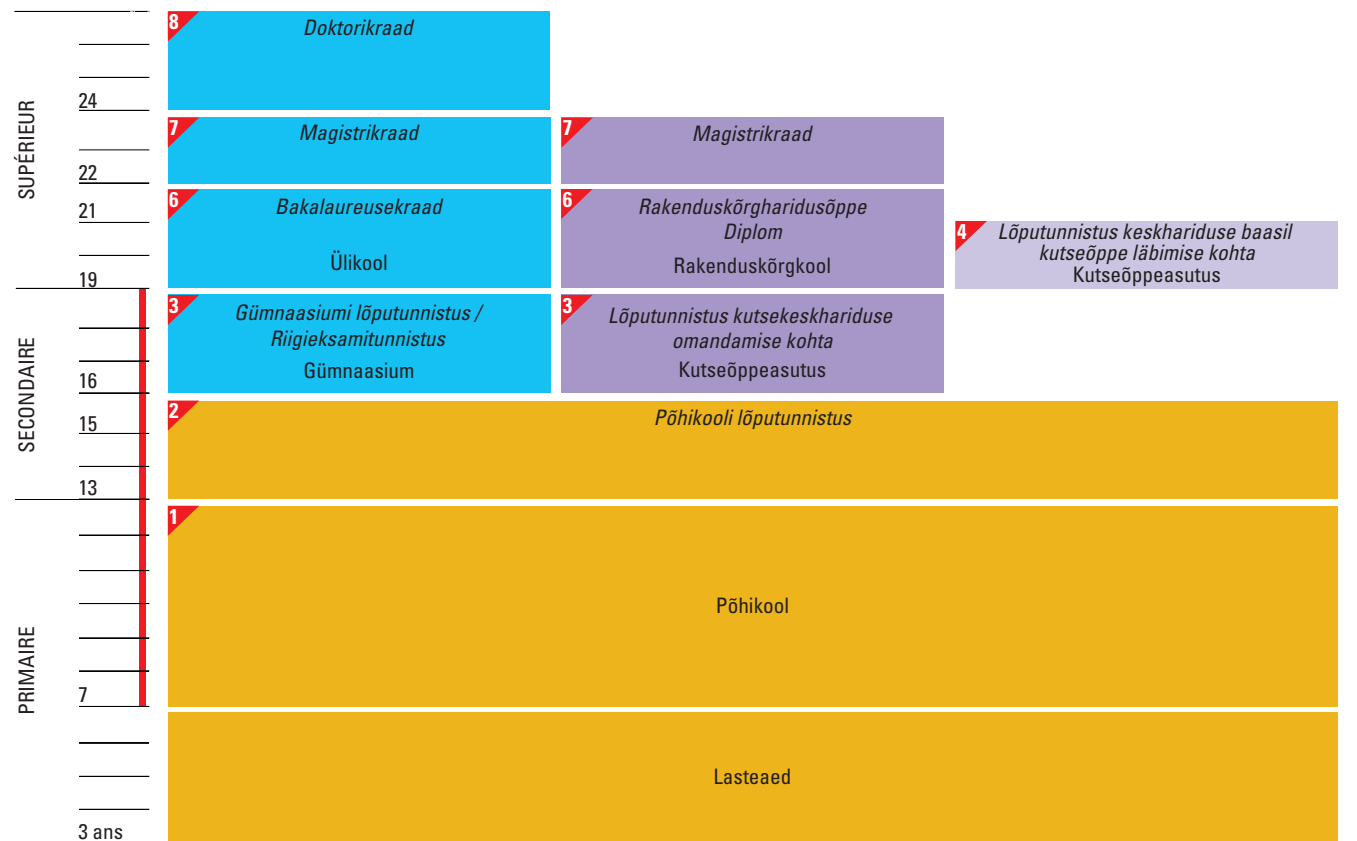 SUPÉRIEUR
24
22
21
19
SECONDAIRE
16
15
13
PRIMAIRE
7
3 ans
8
Doktorikraad
7
Magistrikraad
7
Magistrikraad
6
Bakalaureusekraad
Ülikool
6
Rakenduskõrgharidusõppe
Diplom
Rakenduskõrgkool
4
Lõputunnistus keskhariduse baasil
kutseõppe läbimise kohta
Kutseõppeasutus
3
Gümnaasiumi lõputunnistus /
Riigieksamitunnistus
Gümnaasium
3
Lõputunnistus kutsekeskhariduse
omandamise kohta
Kutseõppeasutus
2
Põhikooli lõputunnistus
1
Põhikool
Lasteaed